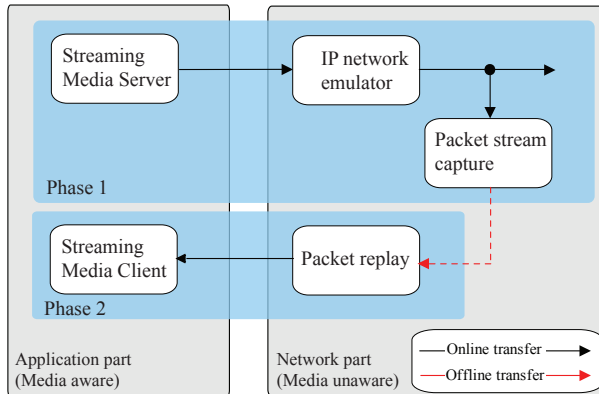 Streaming
Media Server
IP network
emulator
Packet stream
capture
Phase 1
Streaming
Media Client
Packet replay
Phase 2
Application part
(Media aware)
Network part
(Media unaware)
Online transfer
Offline transfer